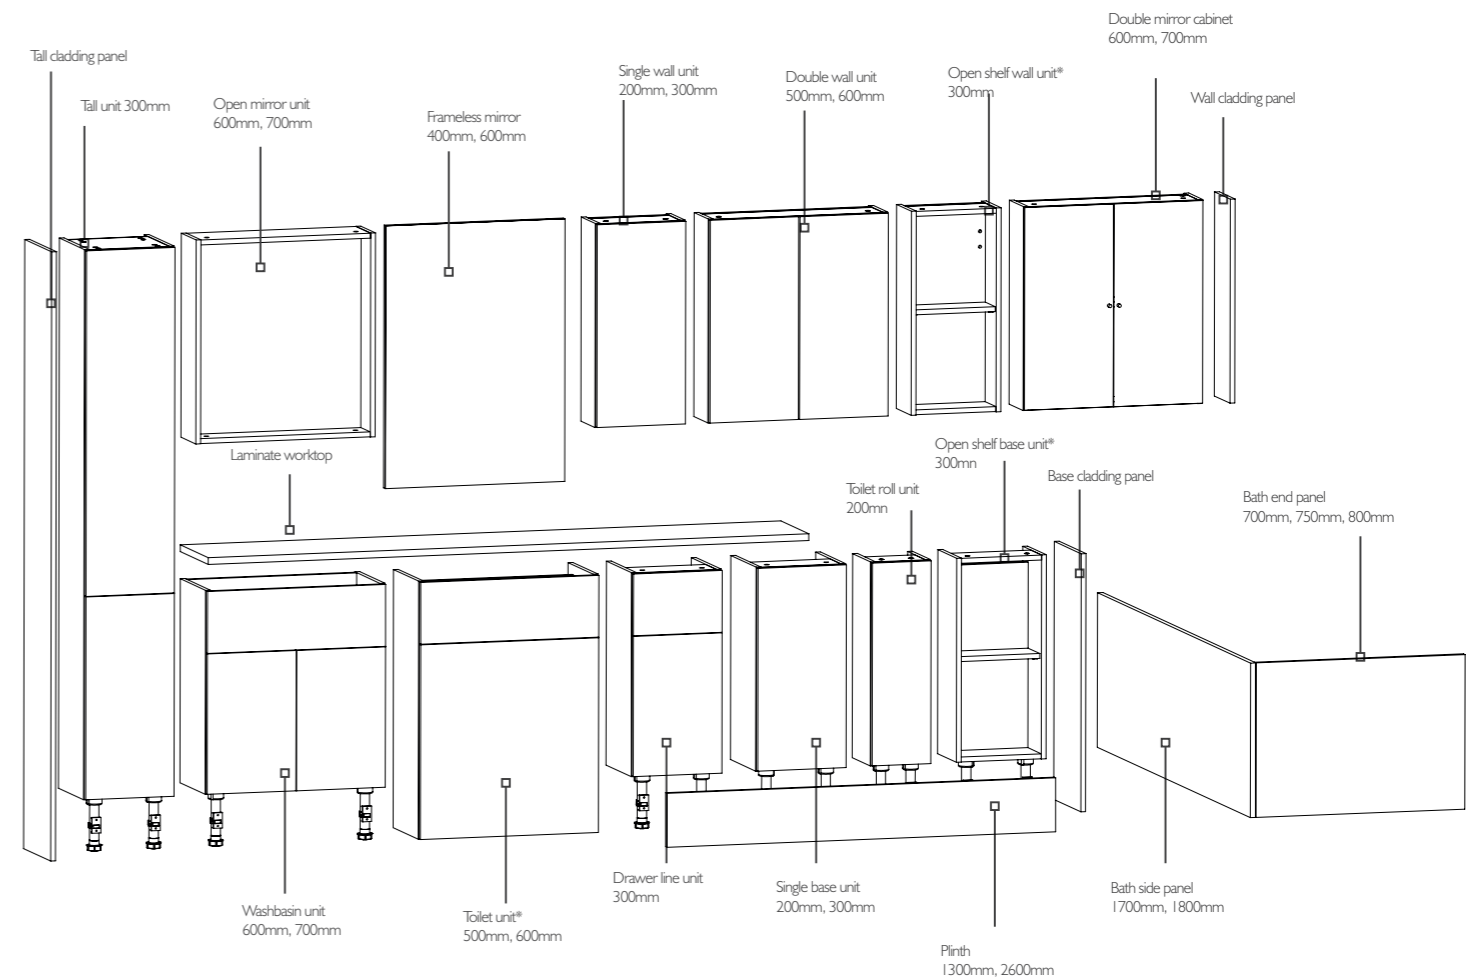 Tall cladding panel
Tall unit 300mm
Open mirror unit
600mm, 700mm
Frameless mirror
400mm, 600mm
Single wall unit
200mm, 300mm
Double wall unit
500mm, 600mm
Open shelf wall unit*
300mm
Double mirror cabinet
600mm, 700mm
Wall cladding panel
Laminate worktop
Toilet roll unit
200mn
Open shelf base unit*
300mn
Base cladding panel
Bath end panel
700mm, 750mm, 800mm
Washbasin unit
600mm, 700mm
Toilet unit*
500mm, 600mm
Drawer line unit
300mm
Single base unit
200mm, 300mm
Plinth
1300mm, 2600mm
Bath side panel
1700mm, 1800mm